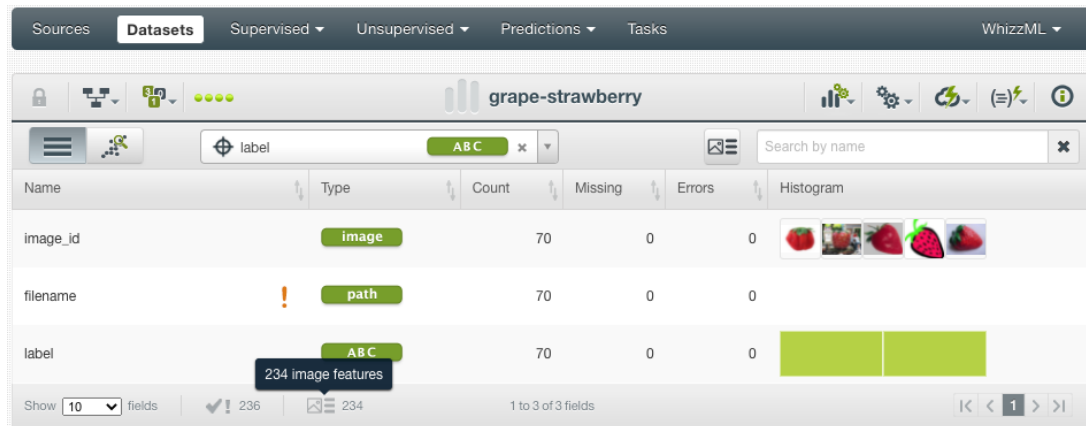 Sources Datasets Supervised Unsupervised Predictions Tasks WhizzML
grape-strawberry
label ABC Search by name
Name Type Count Missing Errors Histogram
image_id image 70 0 0
filename ! path 70 0 0
label ABC 70 0 0
234 image features
Show 10 fields 236 234 1 to 3 of 3 fields 1